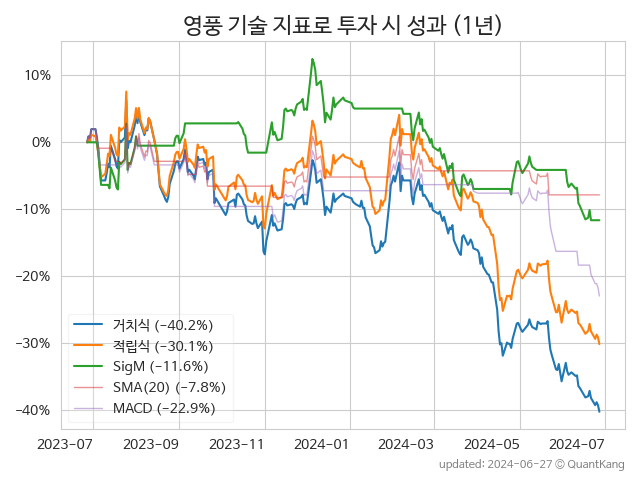 영풍 기술 지표로 투자 시 성과 (1년)
10%
0%
−10%
−20%
−30%
−40%
거치식 (−40.2%)
적립식 (−30.1%)
SigM (−11.6%)
SMA(20) (−7.8%)
MACD (−22.9%)
2023-07 2023-09 2023-11 2024-01 2024-03 2024-05 2024-07
updated: 2024-06-27 © QuantKang